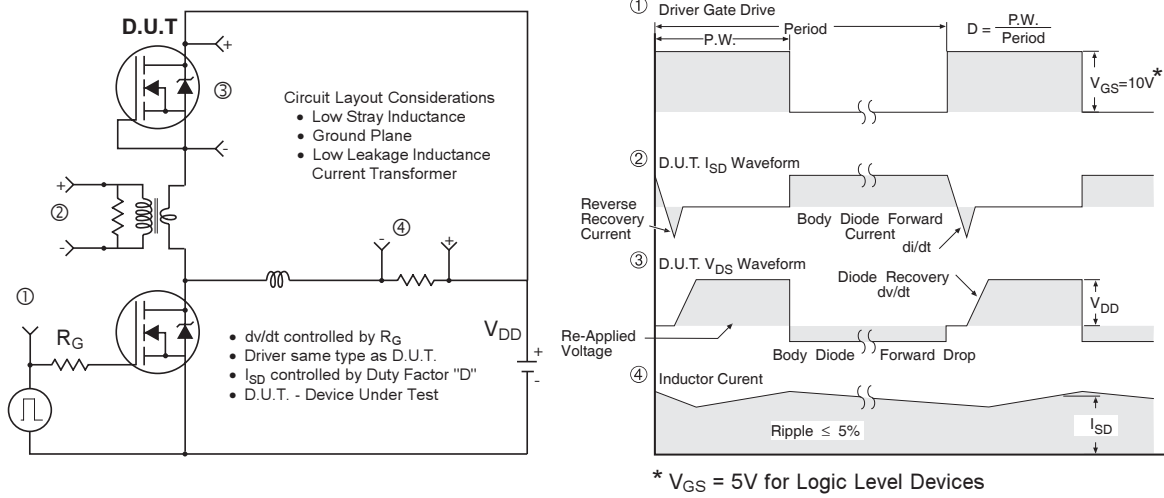 D.U.T
+
③
-
Circuit Layout Considerations
• Low Stray Inductance
• Ground Plane
• Low Leakage Inductance
Current Transformer
+
②
-
④
-
+
①
R_G
V_DD
+
-
• dv/dt controlled by R_G
• Driver same type as D.U.T.
• I_SD controlled by Duty Factor "D"
• D.U.T. - Device Under Test
① Driver Gate Drive
P.W.
Period
D = P.W. / Period
V_GS=10V*
② D.U.T. I_SD Waveform
Reverse
Recovery
Current
Body Diode Forward
Current
di/dt
③ D.U.T. V_DS Waveform
Diode Recovery
dv/dt
V_DD
Re-Applied
Voltage
Body Diode Forward Drop
④ Inductor Curent
Ripple ≤ 5%
I_SD
* V_GS = 5V for Logic Level Devices